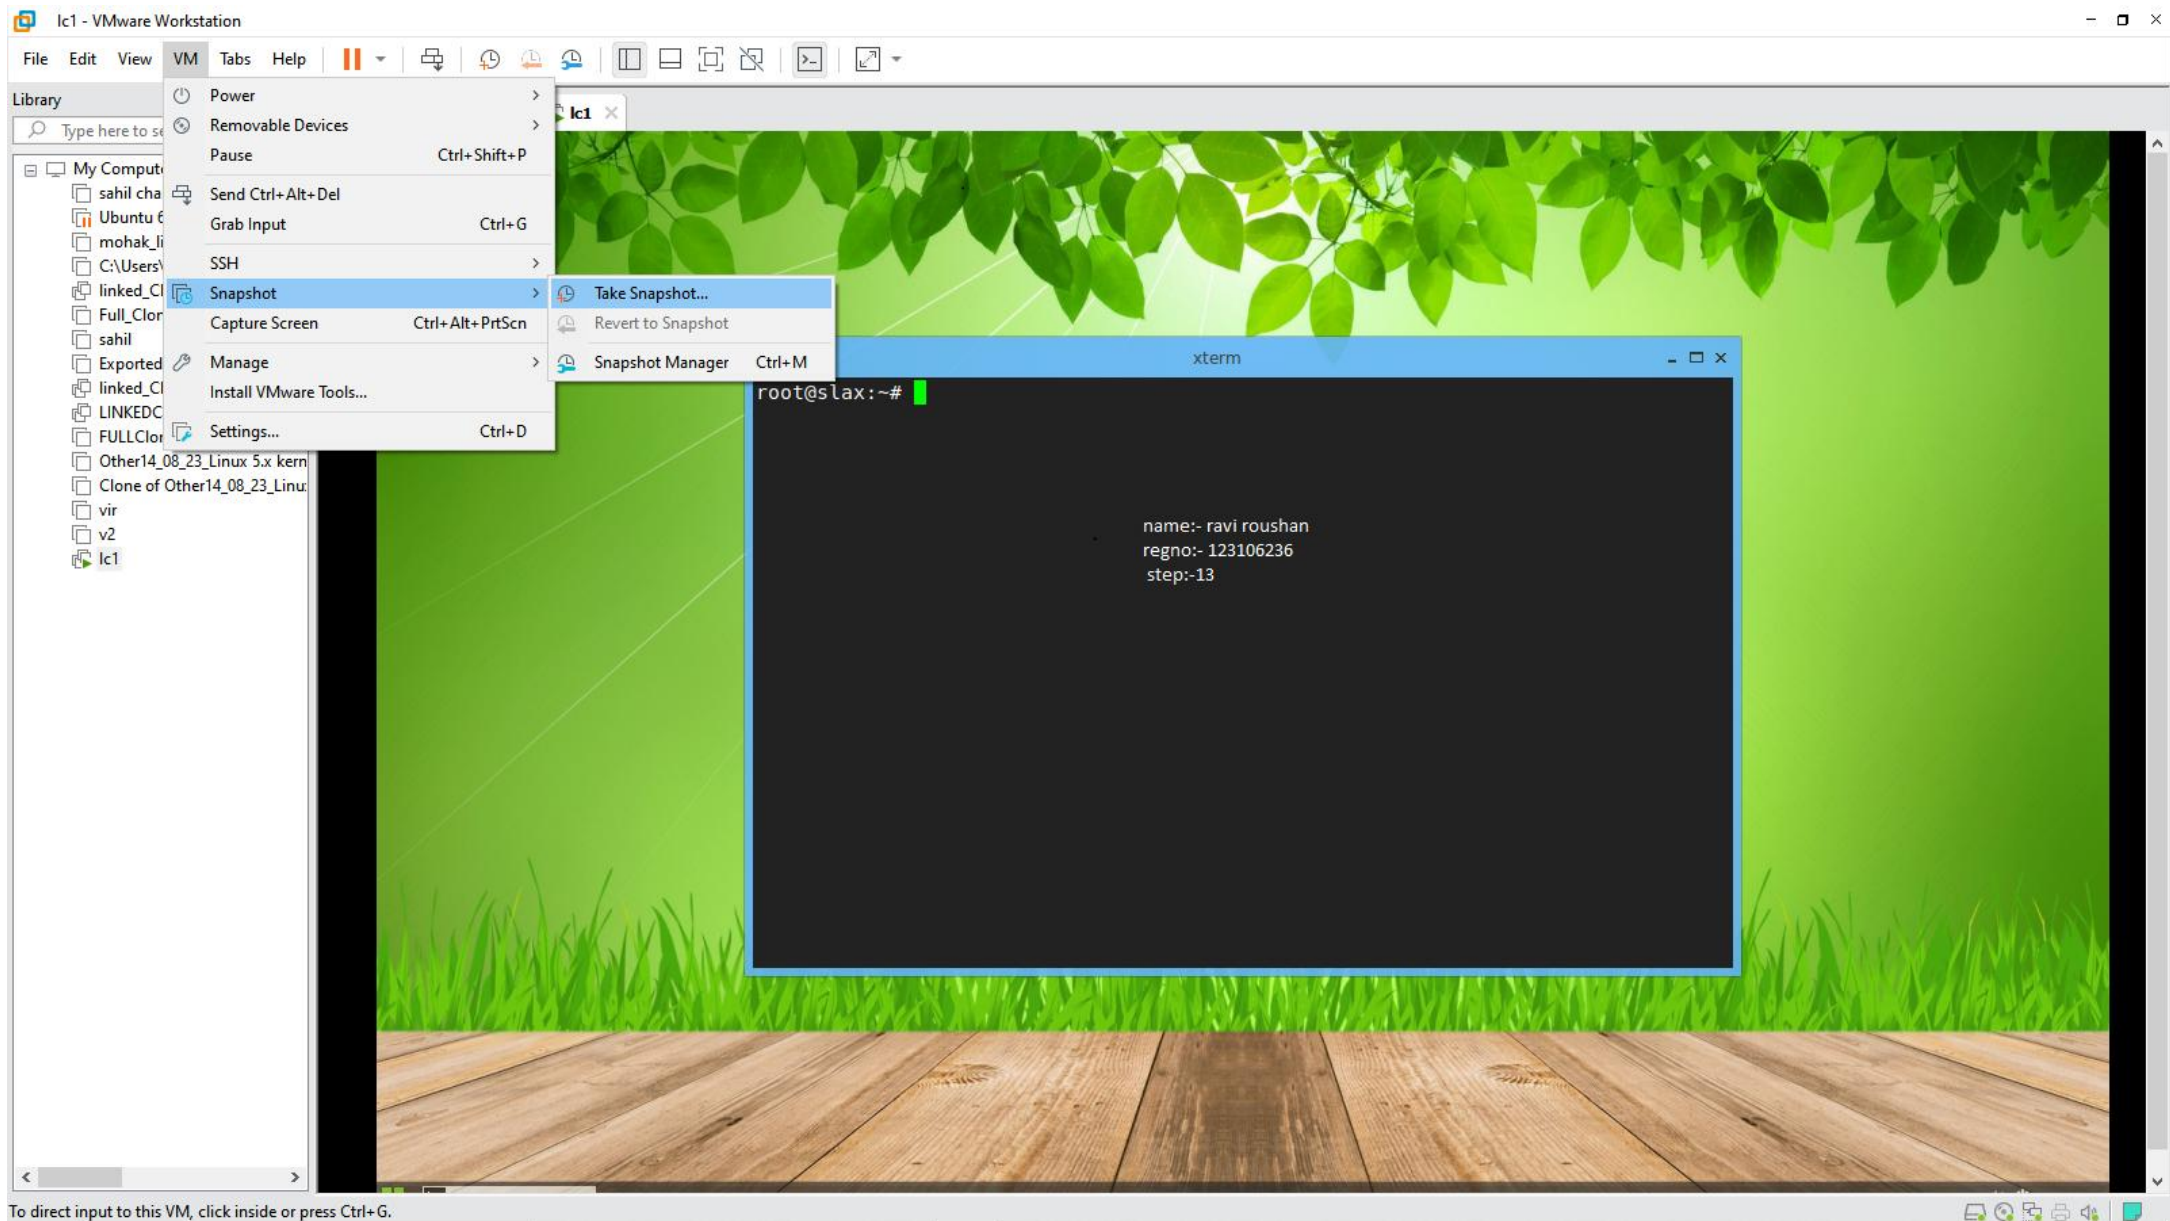 lc1 - VMware Workstation
File Edit View VM Tabs Help
Library
Type here to se
lc1
My Compute
sahil cha
Ubuntu 6
mohak_li
C:\Users\
linked_Cl
Full_Clon
sahil
Exported
linked_Cl
LINKEDC
FULLClon
Other14_08_23_Linux 5.x kern
Clone of Other14_08_23_Linux
vir
v2
lc1
Power
Removable Devices
Pause Ctrl+Shift+P
Send Ctrl+Alt+Del
Grab Input Ctrl+G
SSH
Snapshot
Capture Screen Ctrl+Alt+PrtScn
Manage
Install VMware Tools...
Settings... Ctrl+D
Take Snapshot...
Revert to Snapshot
Snapshot Manager Ctrl+M
xterm
root@slax:~#
name:- ravi roushan
regno:- 123106236
step:-13
To direct input to this VM, click inside or press Ctrl+G.